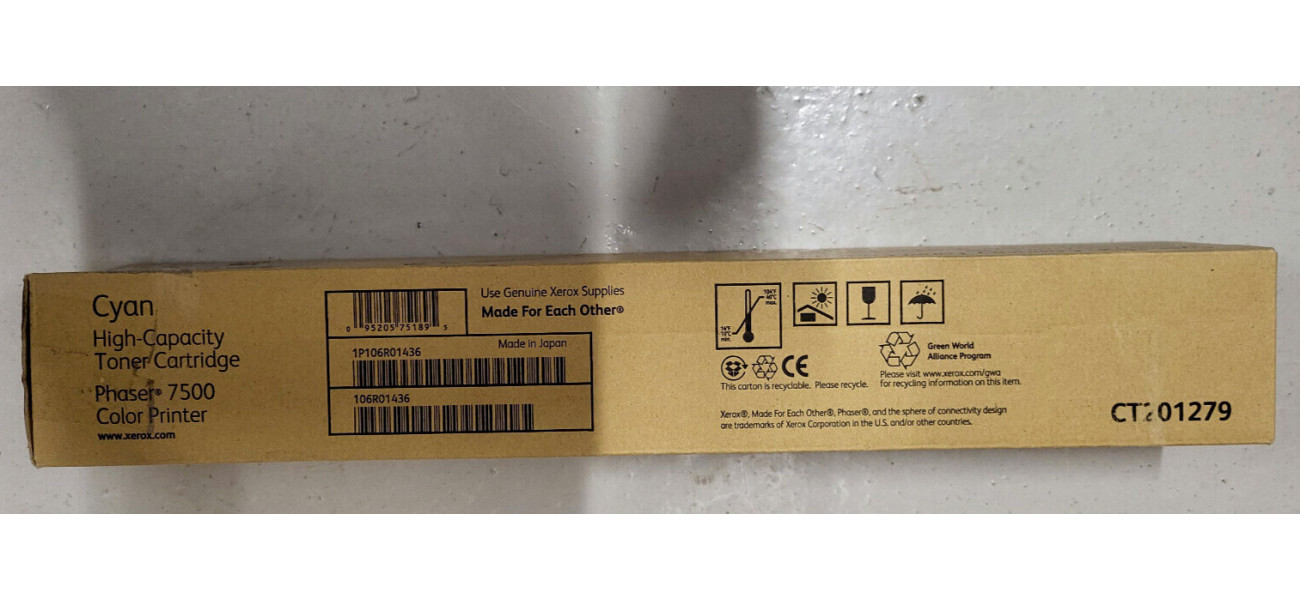 Cyan
High-Capacity
Toner Cartridge
Phaser® 7500
Color Printer
www.xerox.com
0 95205 75189 5
Use Genuine Xerox Supplies
Made For Each Other®
Made in Japan
1P106R01436
106R01436
This carton is recyclable. Please recycle.
Green World
Alliance Program
Please visit www.xerox.com/gwa
for recycling information on this item.
Xerox®, Made For Each Other®, Phaser®, and the sphere of connectivity design
are trademarks of Xerox Corporation in the U.S. and/or other countries.
CT201279